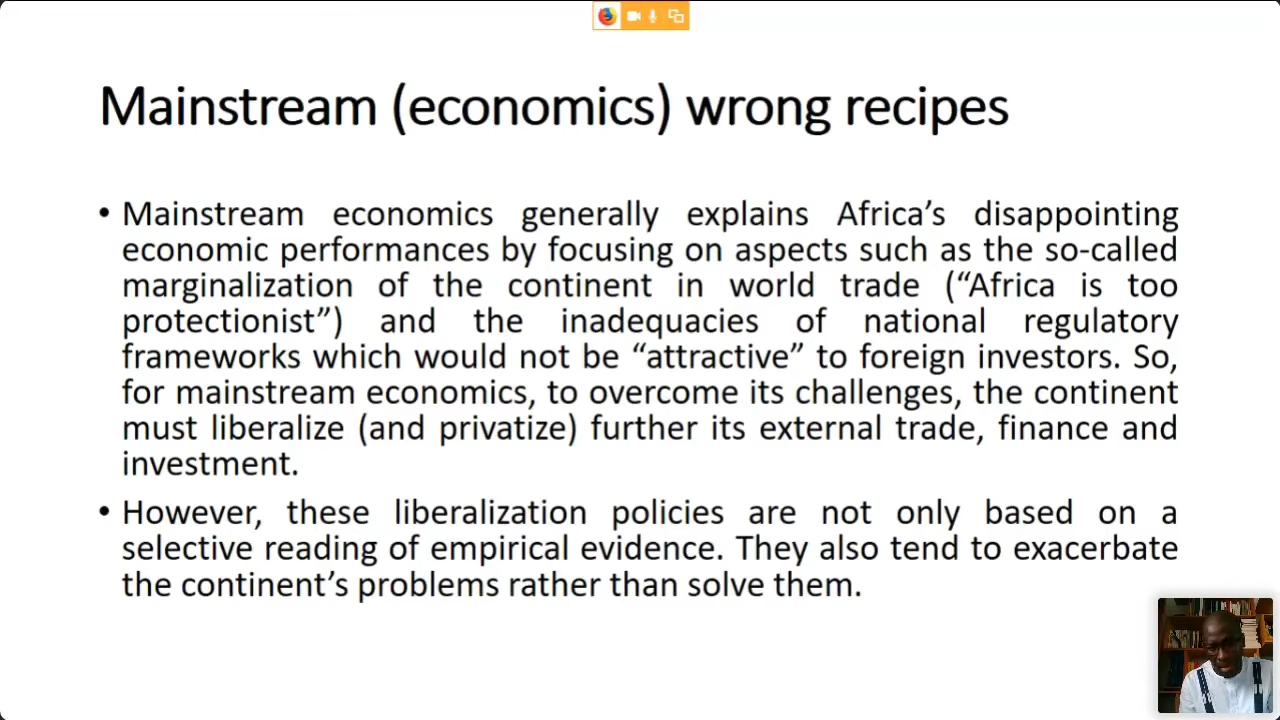 Mainstream (economics) wrong recipes
• Mainstream economics generally explains Africa’s disappointing
economic performances by focusing on aspects such as the so-called
marginalization of the continent in world trade (“Africa is too
protectionist”) and the inadequacies of national regulatory
frameworks which would not be “attractive” to foreign investors. So,
for mainstream economics, to overcome its challenges, the continent
must liberalize (and privatize) further its external trade, finance and
investment.
• However, these liberalization policies are not only based on a
selective reading of empirical evidence. They also tend to exacerbate
the continent’s problems rather than solve them.